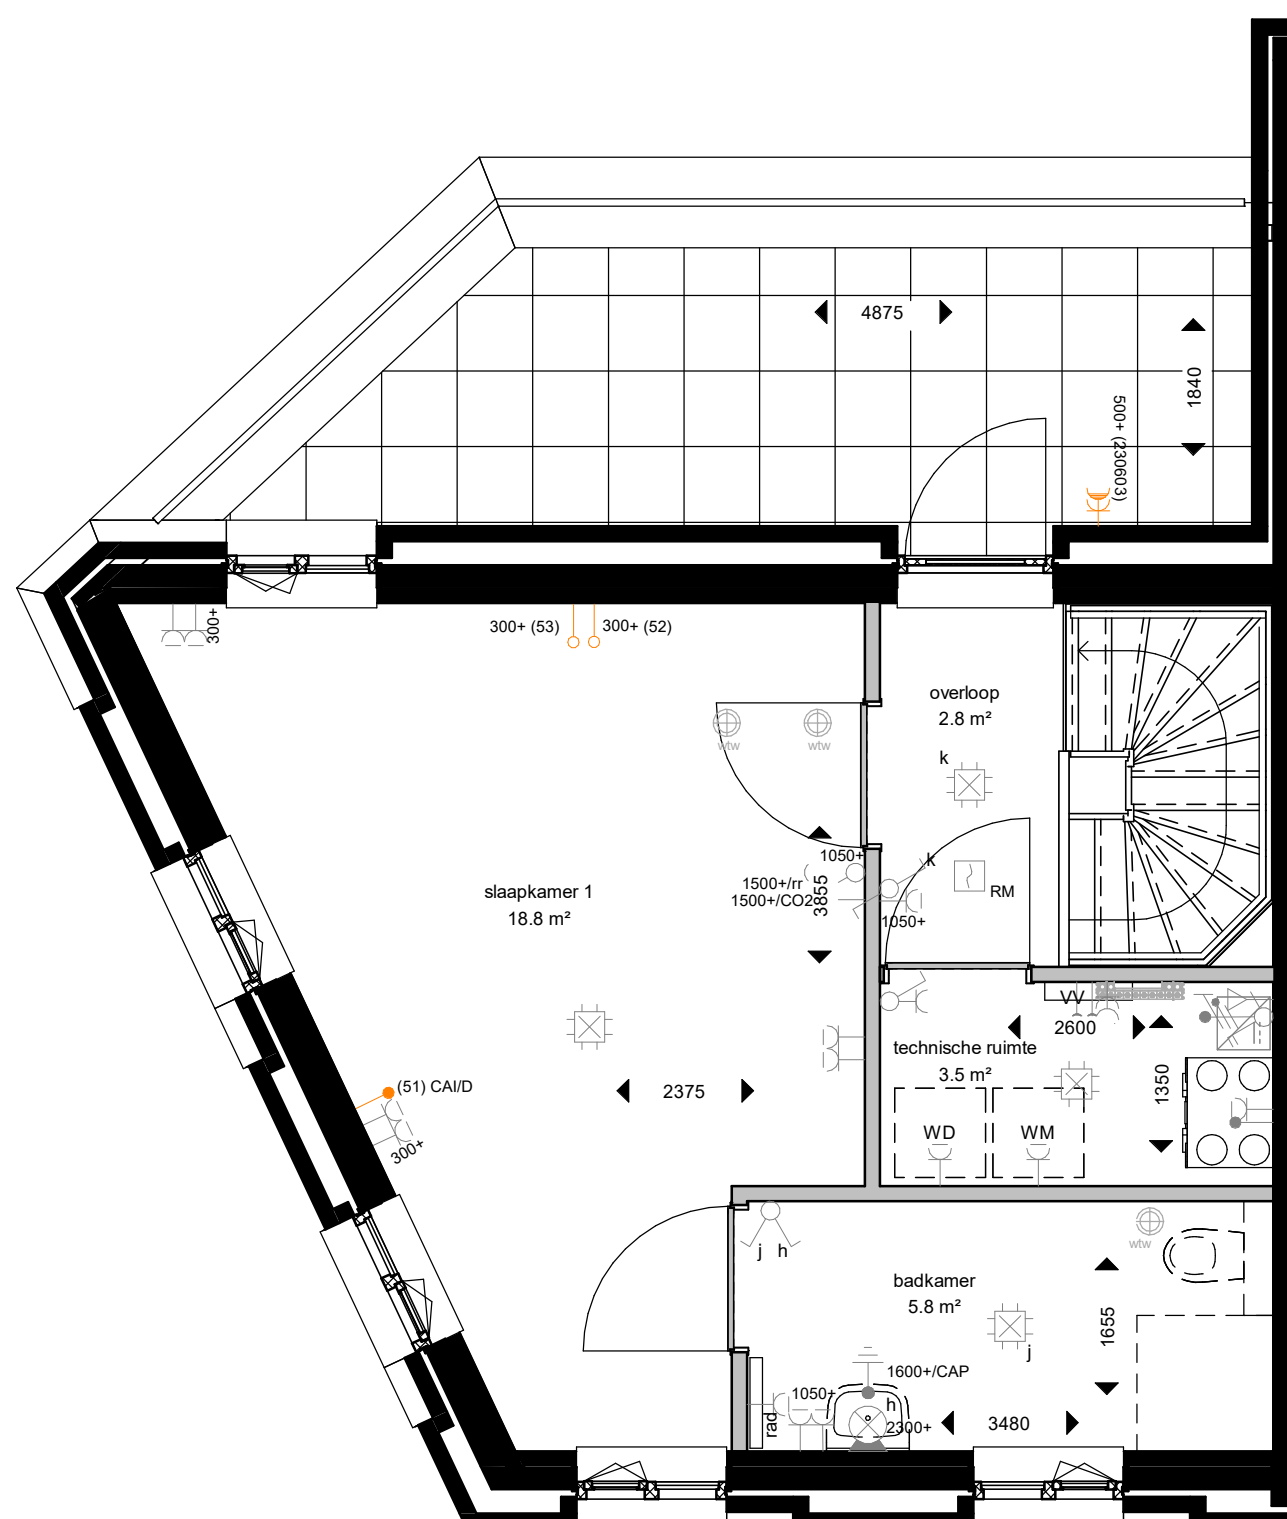 4875
1840
500+ (230603)
300+
300+ (53)
300+ (52)
overloop
2.8 m²
wtw
wtw
k
1050+
k
1500+/rr
1500+/CO2
3855
RM
1050+
slaapkamer 1
18.8 m²
VV
2600
technische ruimte
3.5 m²
1350
2375
(51) CAI/D
300+
WD
WM
j
h
wtw
badkamer
5.8 m²
1655
j
1600+/CAP
1050+
h
2300+
rad
3480